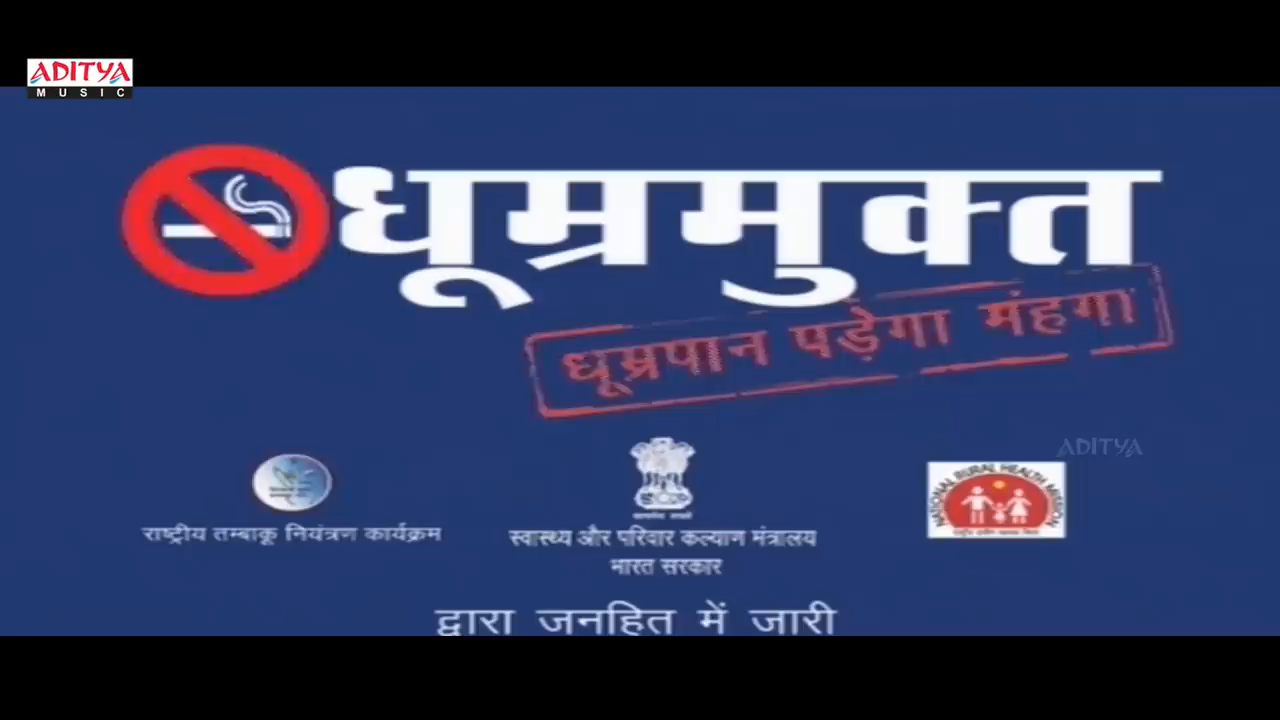 ADITYA
MUSIC
धूम्रमुक्त
धूम्रपान पड़ेगा मंहगा
ADITYA
NATIONAL RURAL HEALTH MISSION
राष्ट्रीय तम्बाकू नियंत्रण कार्यक्रम
स्वास्थ्य और परिवार कल्याण मंत्रालय
भारत सरकार
द्वारा जनहित में जारी